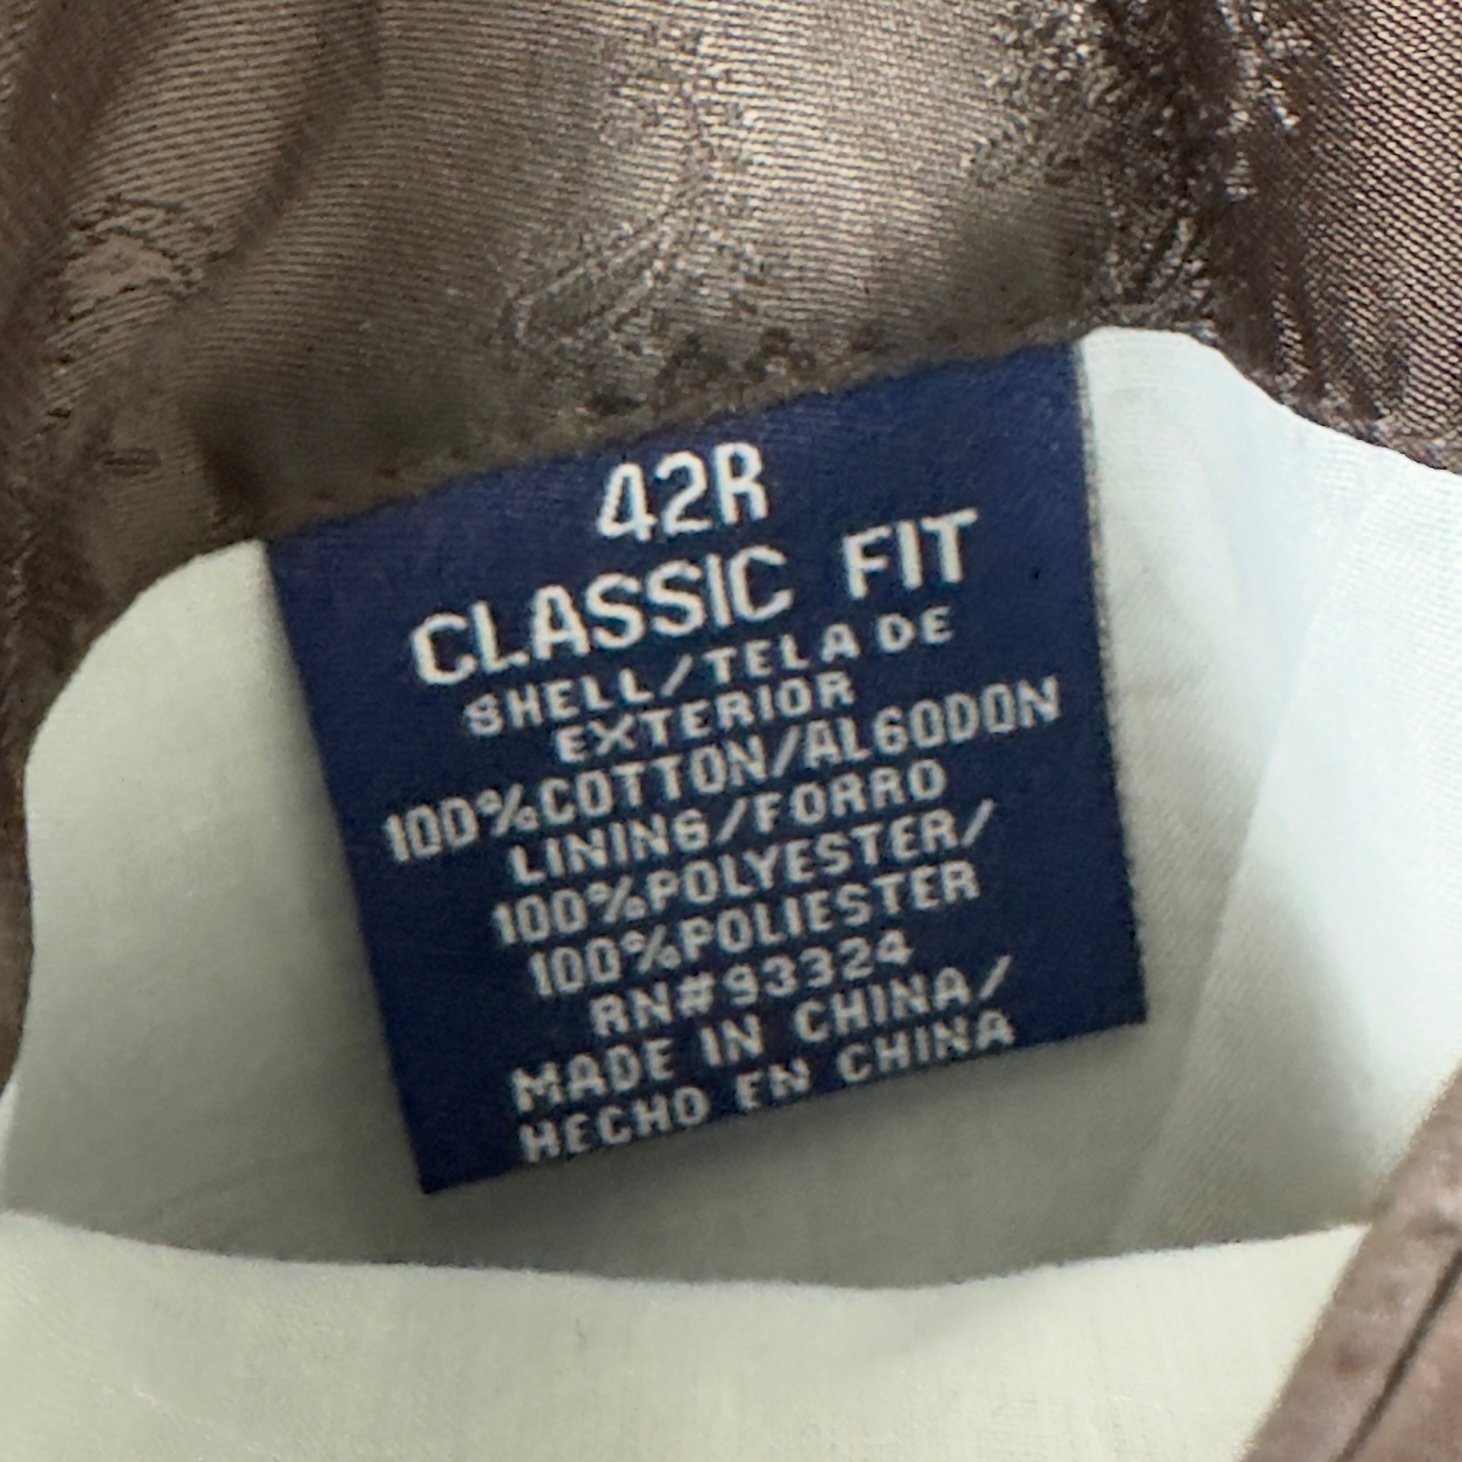 42R
CLASSIC FIT
SHELL/TELA DE
EXTERIOR
100%COTTON/ALGODON
LINING/FORRO
100%POLYESTER/
100%POLIESTER
RN#93324
MADE IN CHINA/
HECHO EN CHINA